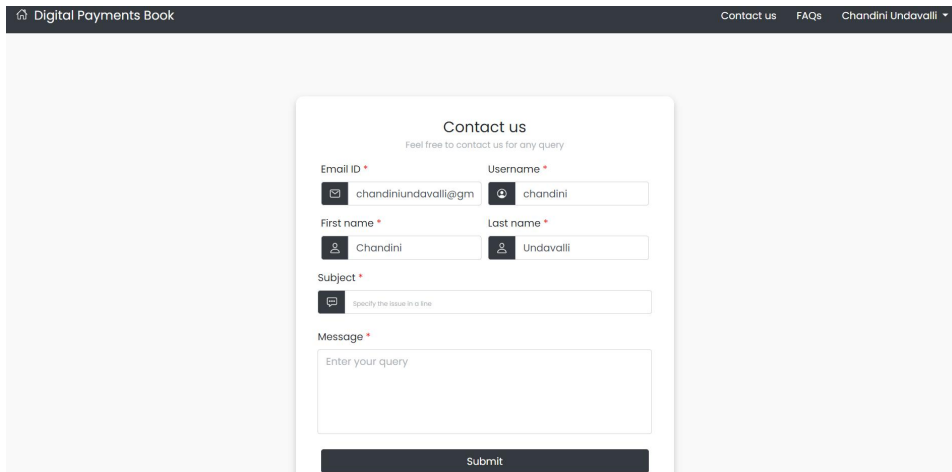 Digital Payments Book Contact us FAQs Chandini Undavalli
Contact us
Feel free to contact us for any query
Email ID * Username *
chandiniundavalli@gm chandini
First name * Last name *
Chandini Undavalli
Subject *
Specify the issue in a line
Message *
Enter your query
Submit